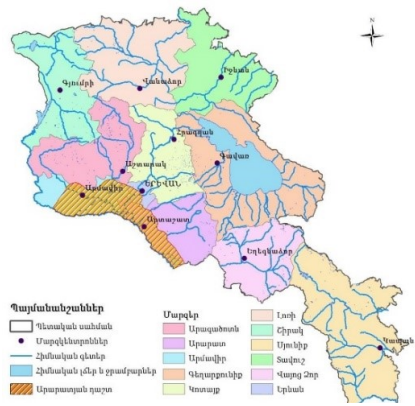 N
Գյումրի
Վանաձոր
Իջևան
Հրազդան
Գավառ
Աշտարակ
Արմավիր
ԵՐԵՎԱՆ
Արտաշատ
Եղեգնաձոր
Կապան
Պայմանանշաններ
Պետական սահման
Մարզկենտրոններ
Հիմնական գետեր
Հիմնական լճեր և ջրամբարներ
Արարատյան դաշտ
Մարզեր
Արագածոտն
Արարատ
Արմավիր
Գեղարքունիք
Կոտայք
Լոռի
Շիրակ
Սյունիք
Տավուշ
Վայոց Ձոր
Երևան